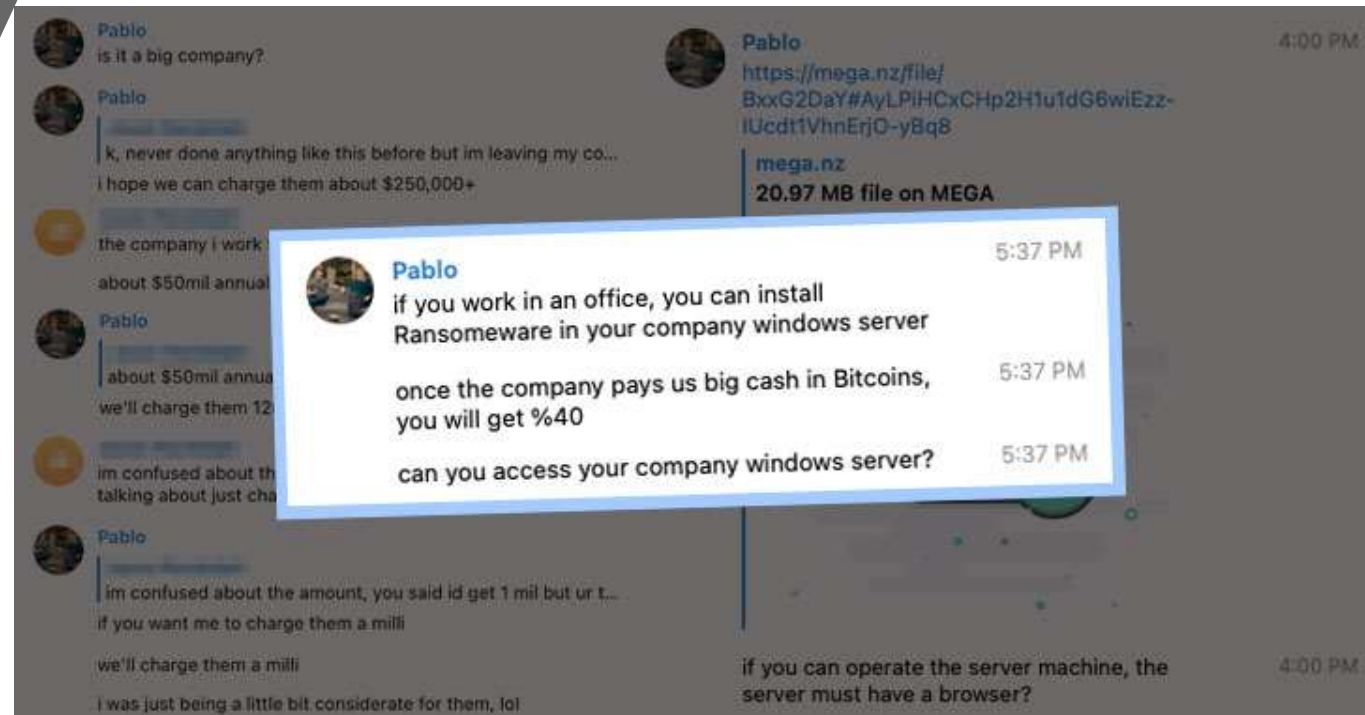 Pablo
is it a big company?
Pablo
k, never done anything like this before but im leaving my co...
i hope we can charge them about $250,000+
the company i work
about $50mil annual
Pablo
about $50mil annua
we'll charge them 12
im confused about th
talking about just cha
Pablo
im confused about the amount, you said id get 1 mil but ur t...
if you want me to charge them a milli
we'll charge them a milli
i was just being a little bit considerate for them, lol
Pablo 4:00 PM
https://mega.nz/file/
BxxG2DaY#AyLPiHCxCHp2H1u1dG6wiEzz-
IUcdt1VhnErjO-yBq8
mega.nz
20.97 MB file on MEGA
Pablo 5:37 PM
if you work in an office, you can install
Ransomeware in your company windows server
once the company pays us big cash in Bitcoins, 5:37 PM
you will get %40
can you access your company windows server? 5:37 PM
if you can operate the server machine, the 4:00 PM
server must have a browser?